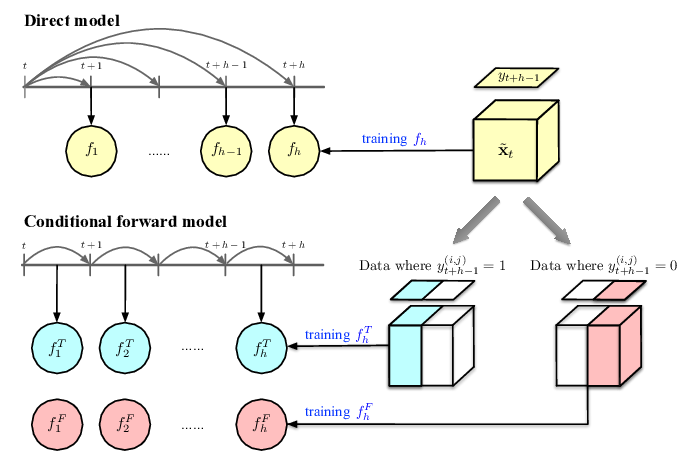 Direct model
t
t+1
t+h−1
t+h
y_{t+h−1}
f_1
......
f_{h−1}
f_h
training f_h
x̃_t
Conditional forward model
t
t+1
t+h−1
t+h
Data where y_{t+h−1}^{(i,j)} = 1
Data where y_{t+h−1}^{(i,j)} = 0
f_1^T
f_2^T
......
f_h^T
training f_h^T
f_1^F
f_2^F
......
f_h^F
training f_h^F